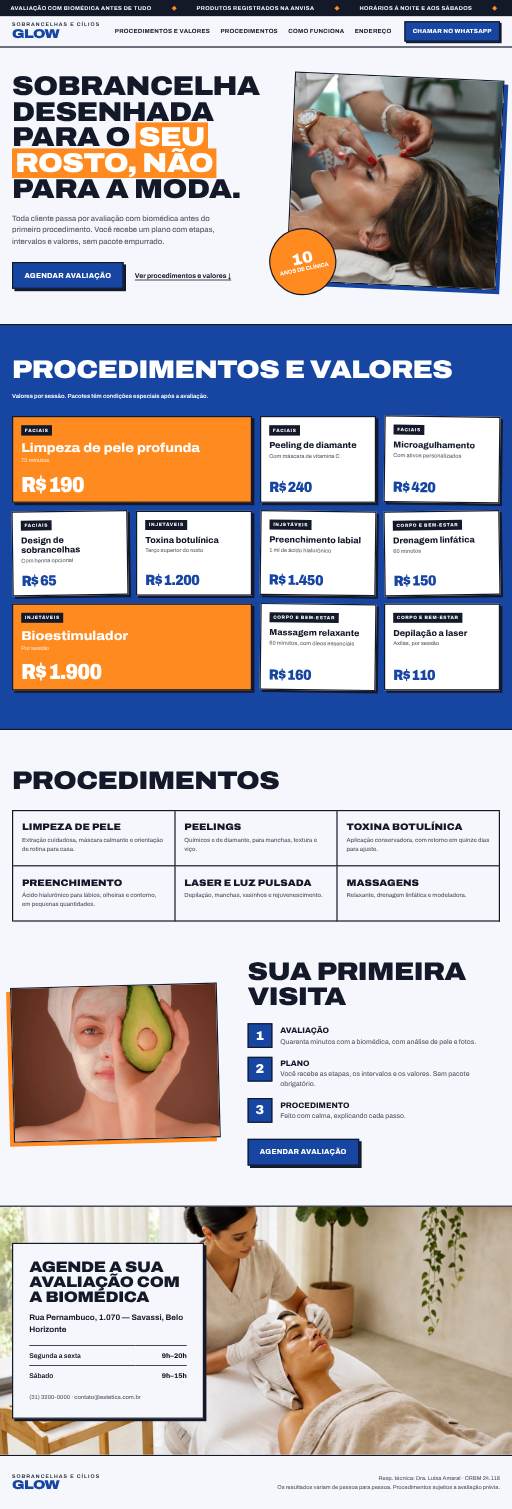 AVALIAÇÃO COM BIOMÉDICA ANTES DE TUDO ◆ PRODUTOS REGISTRADOS NA ANVISA ◆ HORÁRIOS À NOITE E AOS SÁBADOS ◆
SOBRANCELHAS E CÍLIOS
GLOW
PROCEDIMENTOS E VALORES PROCEDIMENTOS COMO FUNCIONA ENDEREÇO CHAMAR NO WHATSAPP
SOBRANCELHA
DESENHADA
PARA O SEU
ROSTO, NÃO
PARA A MODA.
Toda cliente passa por avaliação com biomédica antes do
primeiro procedimento. Você recebe um plano com etapas,
intervalos e valores, sem pacote empurrado.
AGENDAR AVALIAÇÃO Ver procedimentos e valores ↓
10
ANOS DE CLÍNICA
PROCEDIMENTOS E VALORES
Valores por sessão. Pacotes têm condições especiais após a avaliação.
FACIAIS
Limpeza de pele profunda
R$ 190
FACIAIS
Peeling de diamante
Com máscara de vitamina C
R$ 240
FACIAIS
Microagulhamento
Com ativos personalizados
R$ 420
FACIAIS
Design de
sobrancelhas
Com henna opcional
R$ 65
INJETÁVEIS
Toxina botulínica
Terço superior do rosto
R$ 1.200
INJETÁVEIS
Preenchimento labial
1 ml de ácido hialurônico
R$ 1.450
CORPO E BEM-ESTAR
Drenagem linfática
60 minutos
R$ 150
INJETÁVEIS
Bioestimulador
Por sessão
R$ 1.900
CORPO E BEM-ESTAR
Massagem relaxante
60 minutos, com óleos essenciais
R$ 160
CORPO E BEM-ESTAR
Depilação a laser
Axilas, por sessão
R$ 110
PROCEDIMENTOS
LIMPEZA DE PELE
Extração cuidadosa, máscara calmante e orientação
de rotina para casa.
PEELINGS
Químicos e de diamante, para manchas, textura e
viço.
TOXINA BOTULÍNICA
Aplicação conservadora, com retorno em quinze dias
para ajuste.
PREENCHIMENTO
Ácido hialurônico para lábios, olheiras e contorno,
em pequenas quantidades.
LASER E LUZ PULSADA
Depilação, manchas, vasinhos e rejuvenescimento.
MASSAGENS
Relaxante, drenagem linfática e modeladora.
SUA PRIMEIRA
VISITA
1 AVALIAÇÃO
Quarenta minutos com a biomédica, com análise de pele e fotos.
2 PLANO
Você recebe as etapas, os intervalos e os valores. Sem pacote
obrigatório.
3 PROCEDIMENTO
Feito com calma, explicando cada passo.
AGENDAR AVALIAÇÃO
AGENDE A SUA
AVALIAÇÃO COM
A BIOMÉDICA
Rua Pernambuco, 1.070 — Savassi, Belo
Horizonte
Segunda a sexta 9h–20h
Sábado 9h–15h
(31) 3200-0000 · contato@estetica.com.br
SOBRANCELHAS E CÍLIOS
GLOW
Resp. técnica: Dra. Luísa Amaral · CRBM 24.118
Os resultados variam de pessoa para pessoa. Procedimentos sujeitos a avaliação prévia.